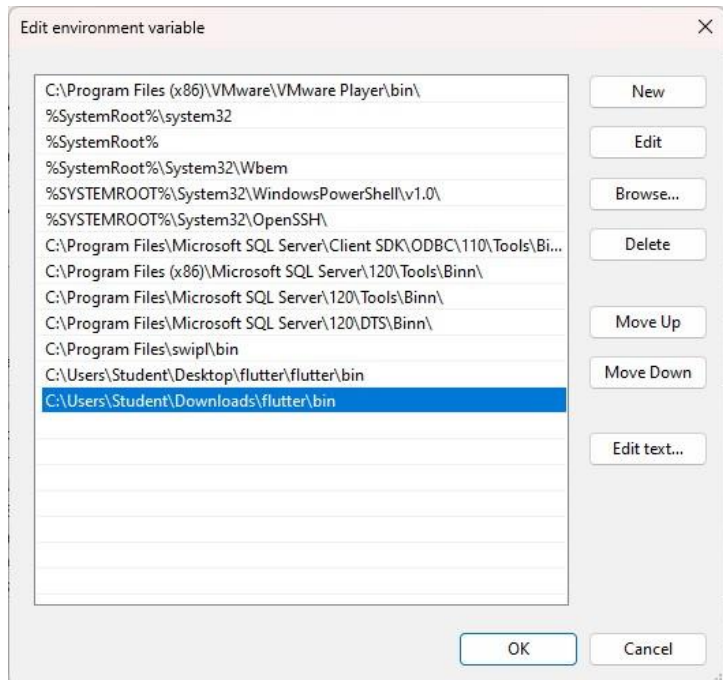 Edit environment variable
C:\Program Files (x86)\VMware\VMware Player\bin\
%SystemRoot%\system32
%SystemRoot%
%SystemRoot%\System32\Wbem
%SYSTEMROOT%\System32\WindowsPowerShell\v1.0\
%SYSTEMROOT%\System32\OpenSSH\
C:\Program Files\Microsoft SQL Server\Client SDK\ODBC\110\Tools\Bi...
C:\Program Files (x86)\Microsoft SQL Server\120\Tools\Binn\
C:\Program Files\Microsoft SQL Server\120\Tools\Binn\
C:\Program Files\Microsoft SQL Server\120\DTS\Binn\
C:\Program Files\swipl\bin
C:\Users\Student\Desktop\flutter\flutter\bin
C:\Users\Student\Downloads\flutter\bin
New
Edit
Browse...
Delete
Move Up
Move Down
Edit text...
OK
Cancel